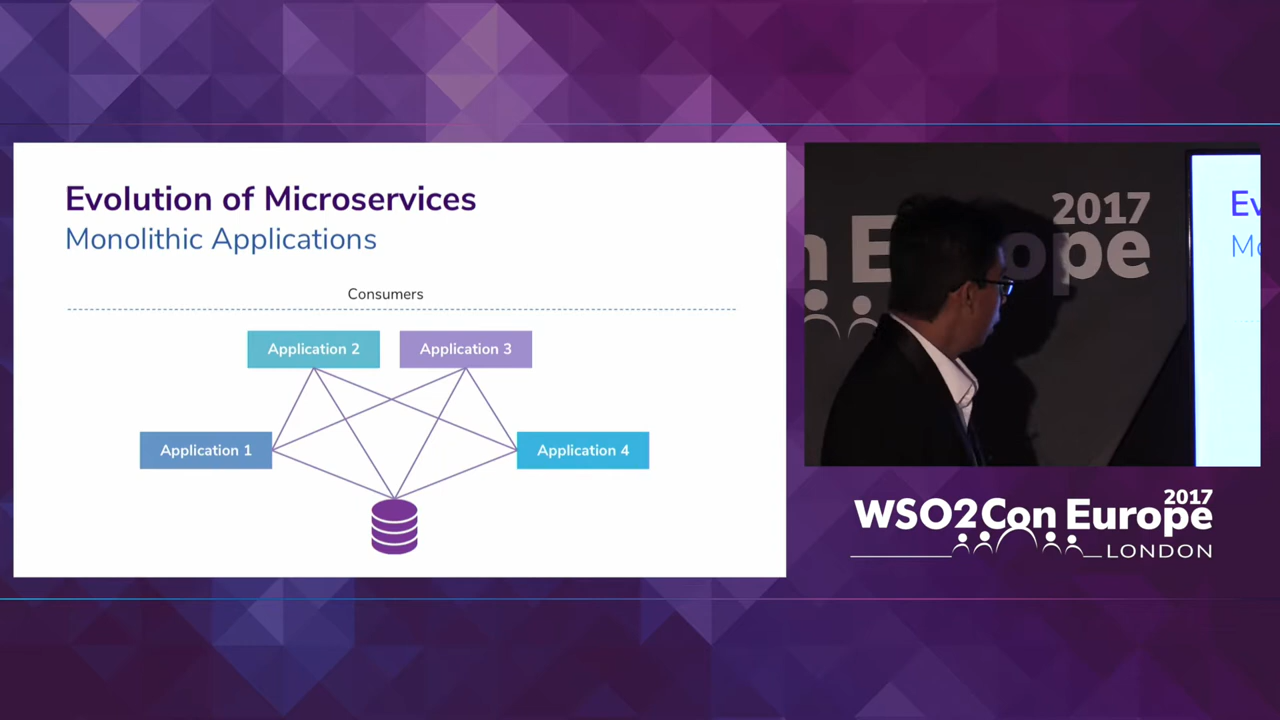 Evolution of Microservices
Monolithic Applications
Consumers
Application 2
Application 3
Application 1
Application 4
2017
n Europe
Ev
Mo
2017
WSO2Con Europe
LONDON